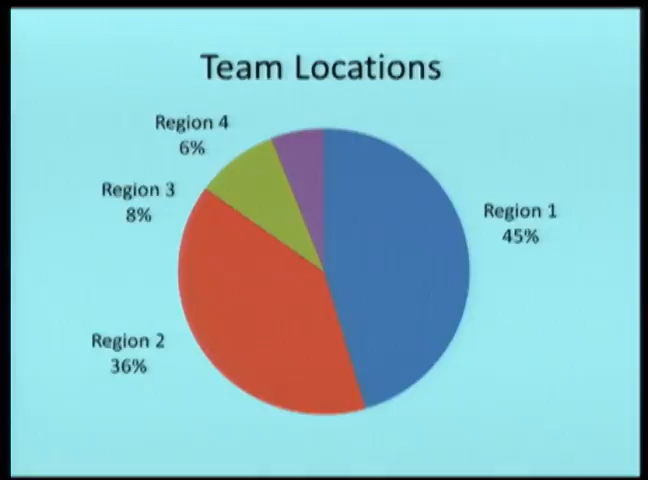 Team Locations
Region 4
6%
Region 3
8%
Region 1
45%
Region 2
36%